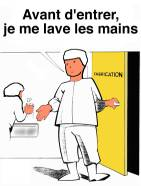 Avant d'entrer,
je me lave les mains
FABRICATION